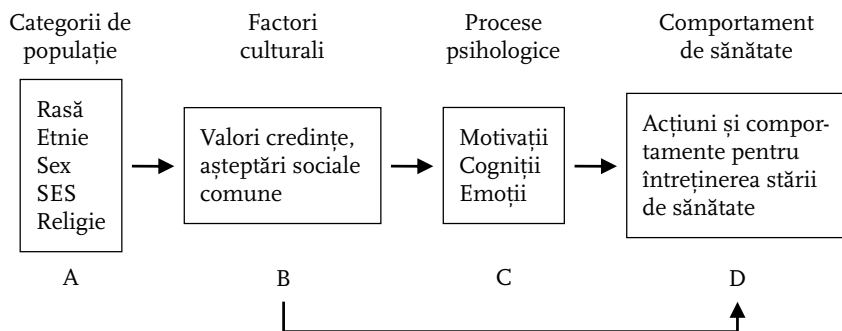 Categorii de
populație
Factori
culturali
Procese
psihologice
Comportament
de sănătate
Rasă
Etnie
Sex
SES
Religie
Valori credințe,
așteptări sociale
comune
Motivații
Cogniții
Emoții
Acțiuni și compor-
tamente pentru
întreținerea stării
de sănătate
A
B
C
D